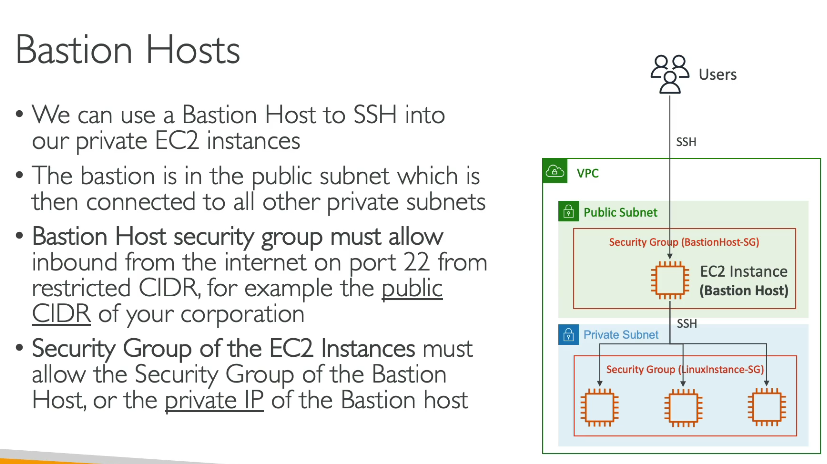 Bastion Hosts
• We can use a Bastion Host to SSH into
our private EC2 instances
• The bastion is in the public subnet which is
then connected to all other private subnets
• Bastion Host security group must allow
inbound from the internet on port 22 from
restricted CIDR, for example the public
CIDR of your corporation
• Security Group of the EC2 Instances must
allow the Security Group of the Bastion
Host, or the private IP of the Bastion host
Users
SSH
VPC
Public Subnet
Security Group (BastionHost-SG)
EC2 Instance
(Bastion Host)
SSH
Private Subnet
Security Group (LinuxInstance-SG)